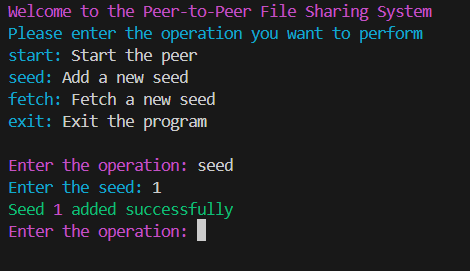 Welcome to the Peer-to-Peer File Sharing System
Please enter the operation you want to perform
start: Start the peer
seed: Add a new seed
fetch: Fetch a new seed
exit: Exit the program
Enter the operation: seed
Enter the seed: 1
Seed 1 added successfully
Enter the operation: